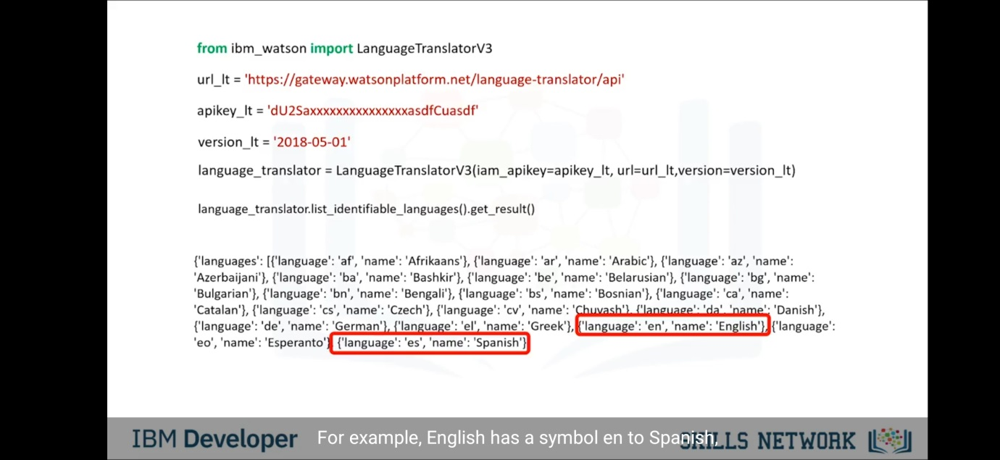 from ibm_watson import LanguageTranslatorV3
url_lt = 'https://gateway.watsonplatform.net/language-translator/api'
apikey_lt = 'dU2SaxxxxxxxxxxxxxxxasdfCuasdf'
version_lt = '2018-05-01'
language_translator = LanguageTranslatorV3(iam_apikey=apikey_lt, url=url_lt,version=version_lt)
language_translator.list_identifiable_languages().get_result()
{'languages': [{'language': 'af', 'name': 'Afrikaans'}, {'language': 'ar', 'name': 'Arabic'}, {'language': 'az', 'name':
'Azerbaijani'}, {'language': 'ba', 'name': 'Bashkir'}, {'language': 'be', 'name': 'Belarusian'}, {'language': 'bg', 'name':
'Bulgarian'}, {'language': 'bn', 'name': 'Bengali'}, {'language': 'bs', 'name': 'Bosnian'}, {'language': 'ca', 'name':
'Catalan'}, {'language': 'cs', 'name': 'Czech'}, {'language': 'cv', 'name': 'Chuvash'}, {'language': 'da', 'name': 'Danish'},
{'language': 'de', 'name': 'German'}, {'language': 'el', 'name': 'Greek'}, {'language': 'en', 'name': 'English'}, {'language':
'eo', 'name': 'Esperanto'}, {'language': 'es', 'name': 'Spanish'}
IBM Developer
For example, English has a symbol en to Spanish,
SKILLS NETWORK